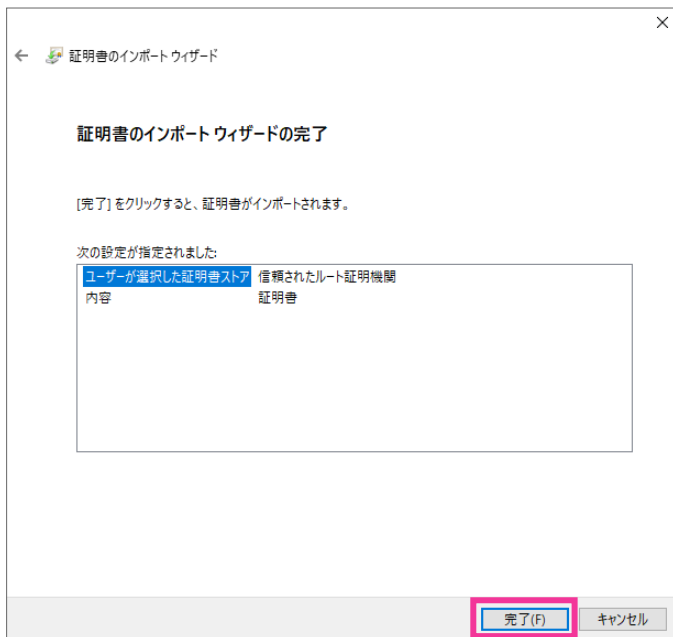 証明書のインポート ウィザード
証明書のインポート ウィザードの完了
[完了] をクリックすると、証明書がインポートされます。
次の設定が指定されました:
ユーザーが選択した証明書ストア 信頼されたルート証明機関
内容 証明書
完了(F) キャンセル